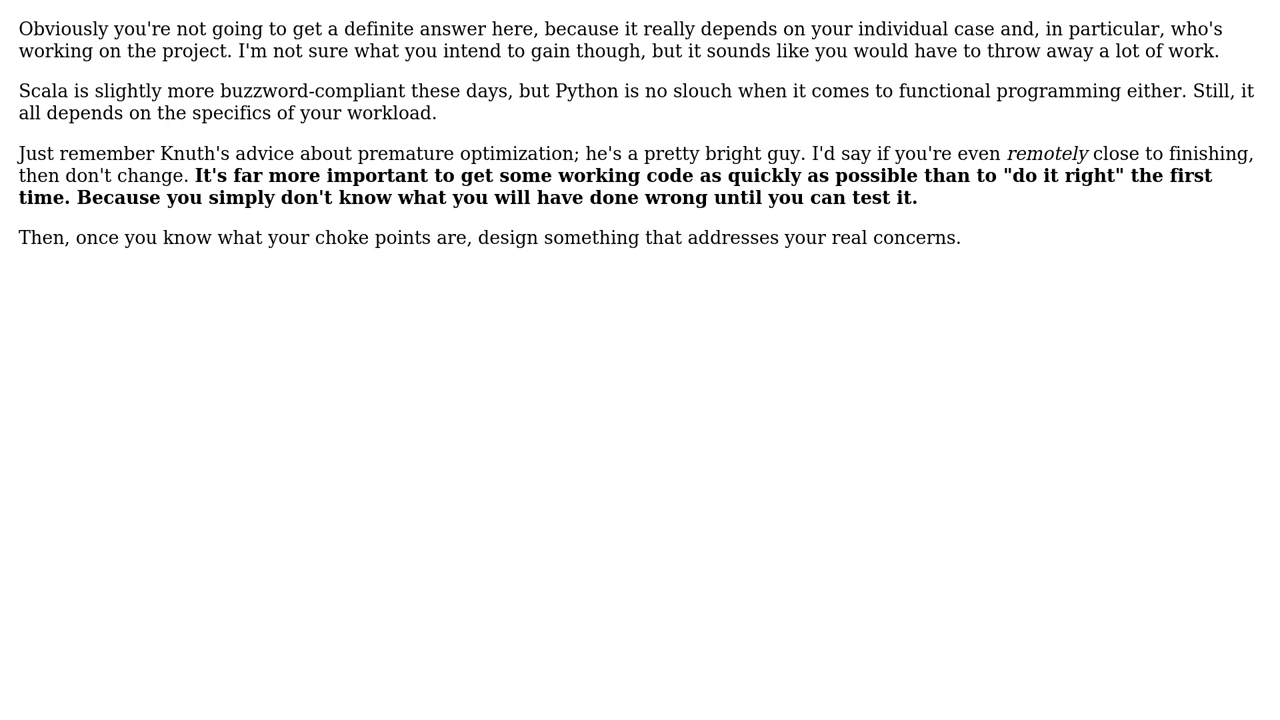 Obviously you're not going to get a definite answer here, because it really depends on your individual case and, in particular, who's
working on the project. I'm not sure what you intend to gain though, but it sounds like you would have to throw away a lot of work.
Scala is slightly more buzzword-compliant these days, but Python is no slouch when it comes to functional programming either. Still, it
all depends on the specifics of your workload.
Just remember Knuth's advice about premature optimization; he's a pretty bright guy. I'd say if you're even remotely close to finishing,
then don't change. It's far more important to get some working code as quickly as possible than to "do it right" the first
time. Because you simply don't know what you will have done wrong until you can test it.
Then, once you know what your choke points are, design something that addresses your real concerns.